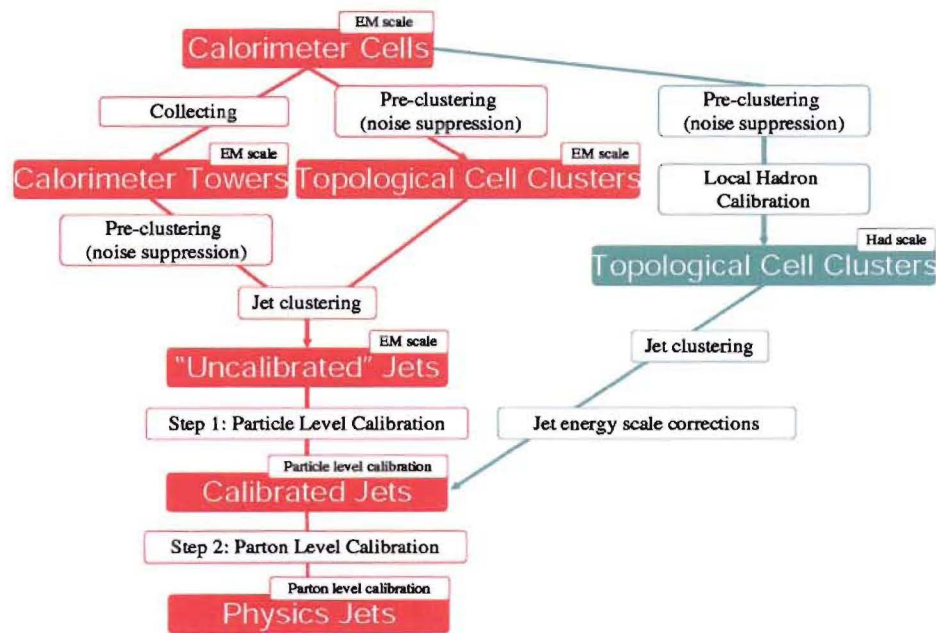 EM scale
Calorimeter Cells
Collecting
Pre-clustering
(noise suppression)
Pre-clustering
(noise suppression)
EM scale
Calorimeter Towers
EM scale
Topological Cell Clusters
Local Hadron
Calibration
Pre-clustering
(noise suppression)
Had scale
Topological Cell Clusters
Jet clustering
EM scale
"Uncalibrated" Jets
Jet clustering
Step 1: Particle Level Calibration
Jet energy scale corrections
Particle level calibration
Calibrated Jets
Step 2: Parton Level Calibration
Parton level calibration
Physics Jets